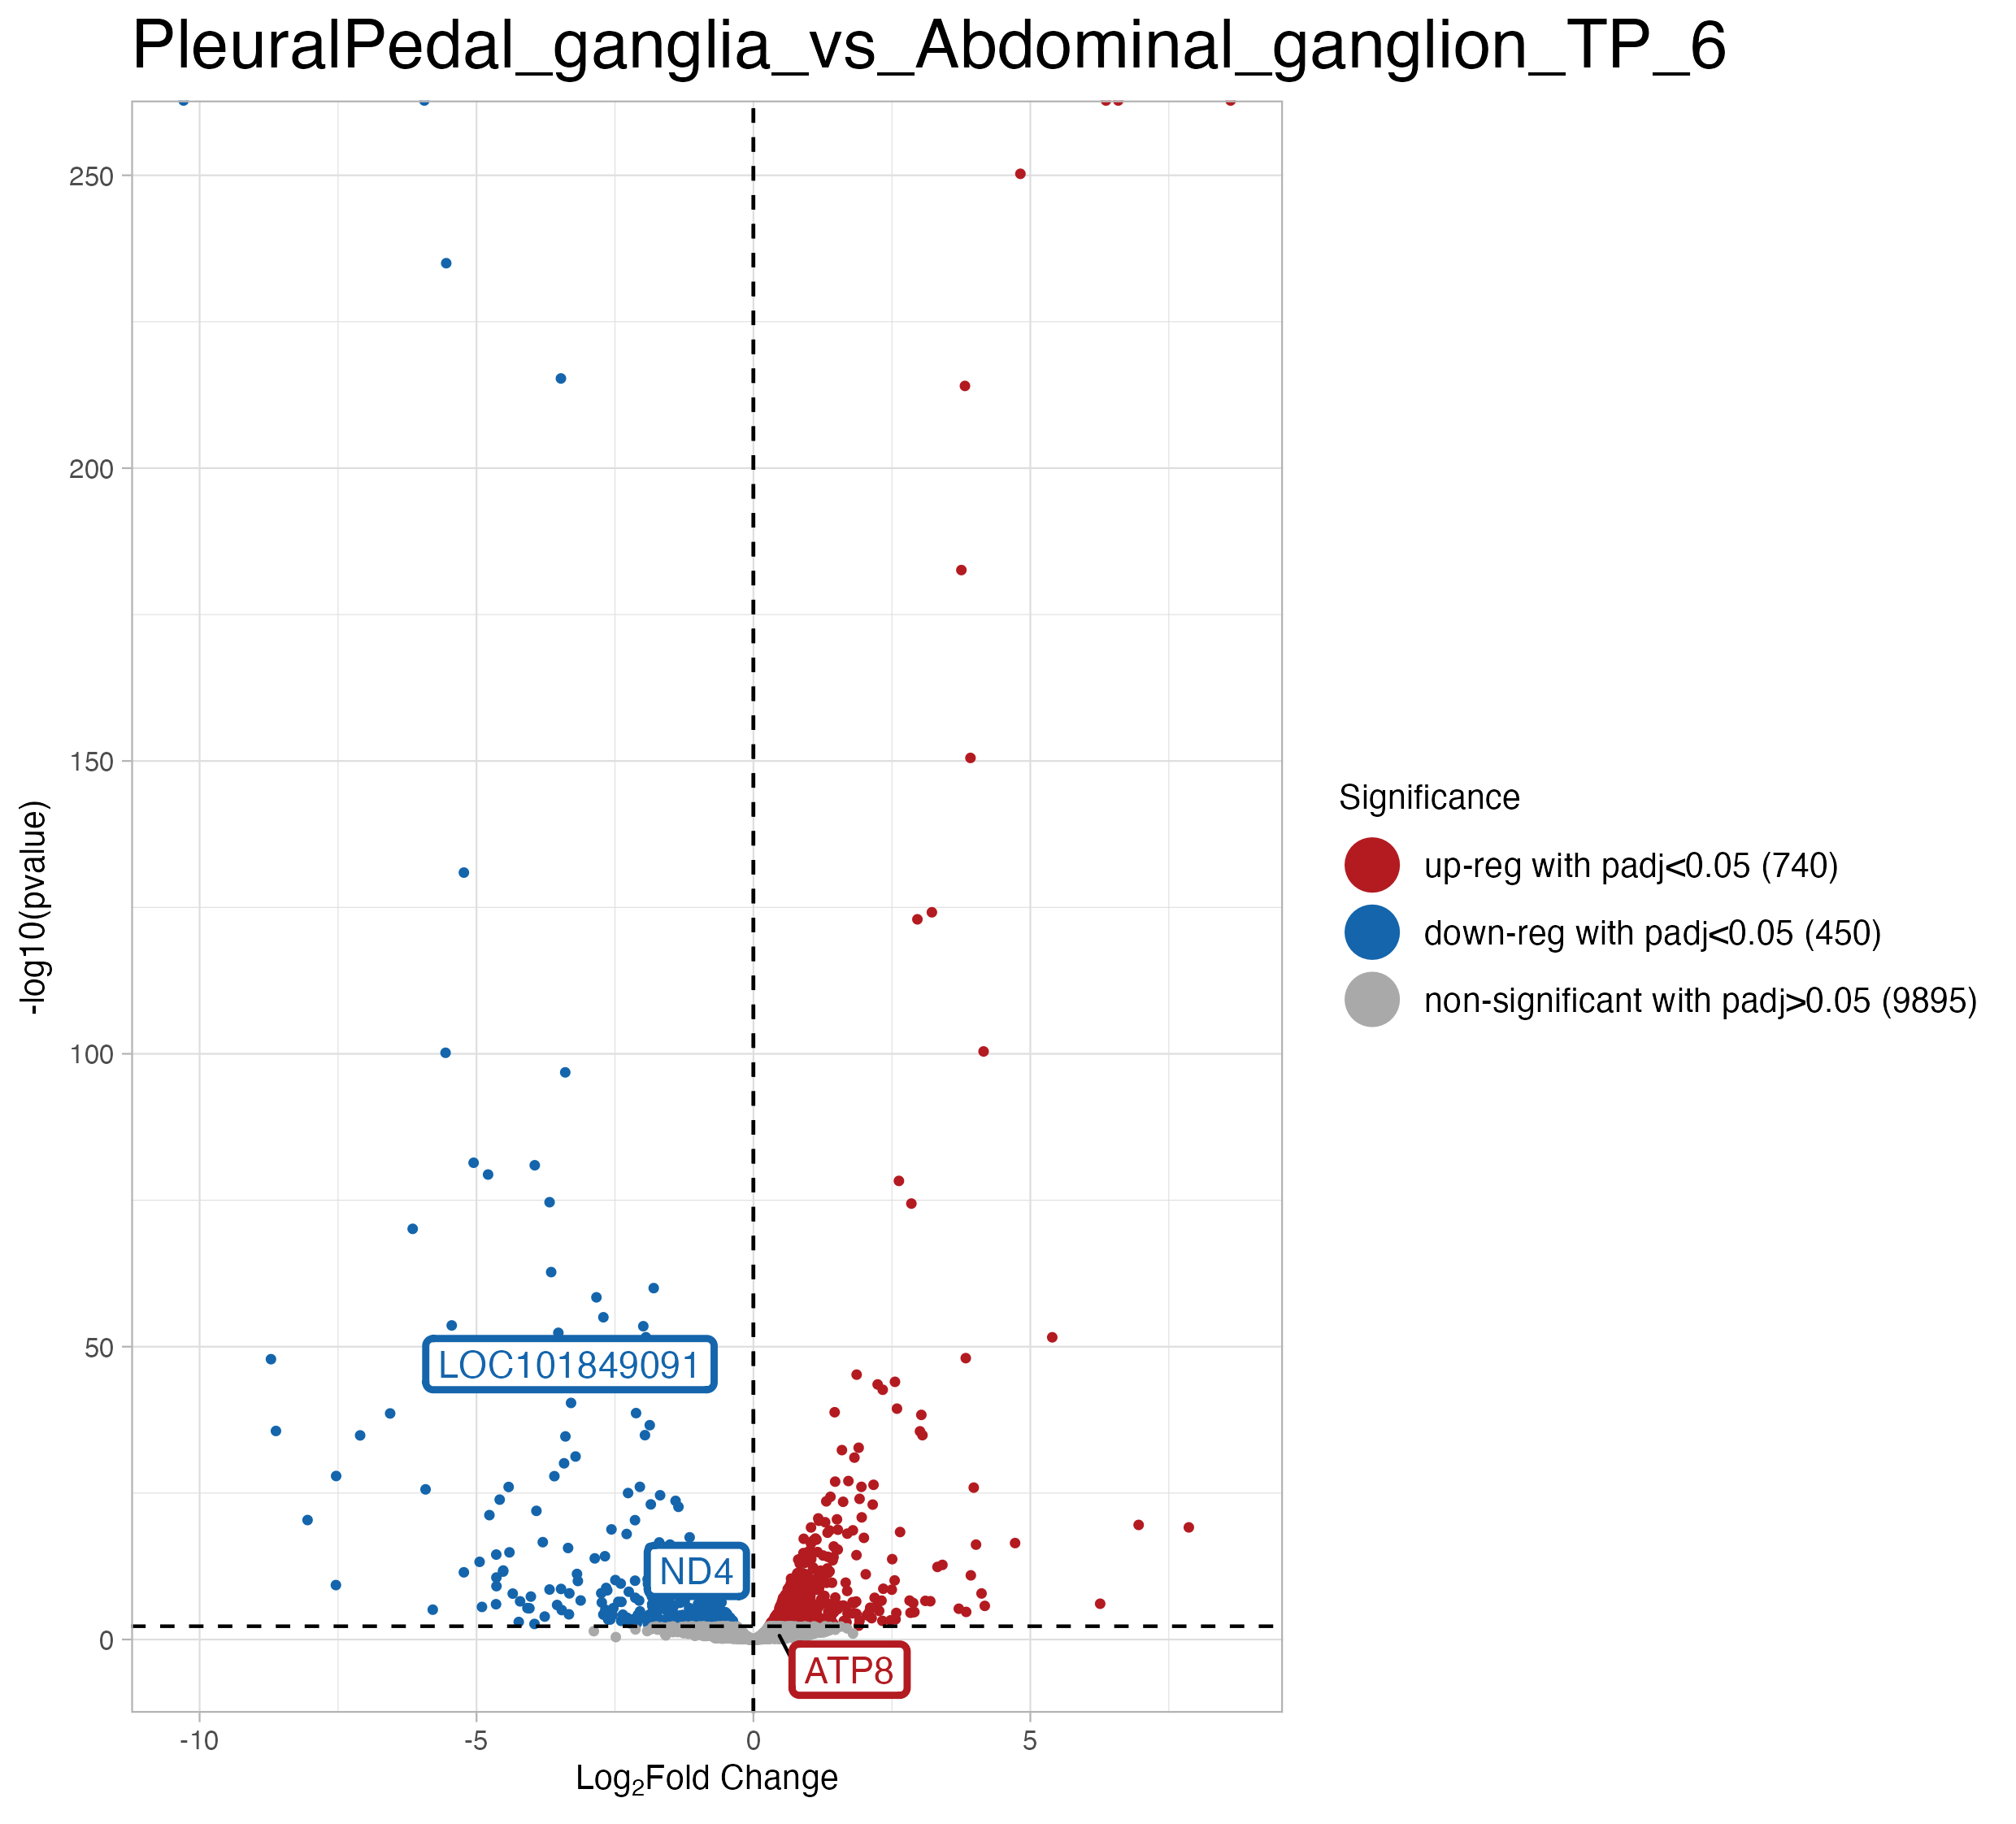 PleuralPedal_ganglia_vs_Abdominal_ganglion_TP_6
250
200
150
100
50
0
-log10(pvalue)
LOC101849091
ND4
ATP8
-10 -5 0 5
Log₂Fold Change
Significance
up-reg with padj<0.05 (740)
down-reg with padj<0.05 (450)
non-significant with padj>0.05 (9895)